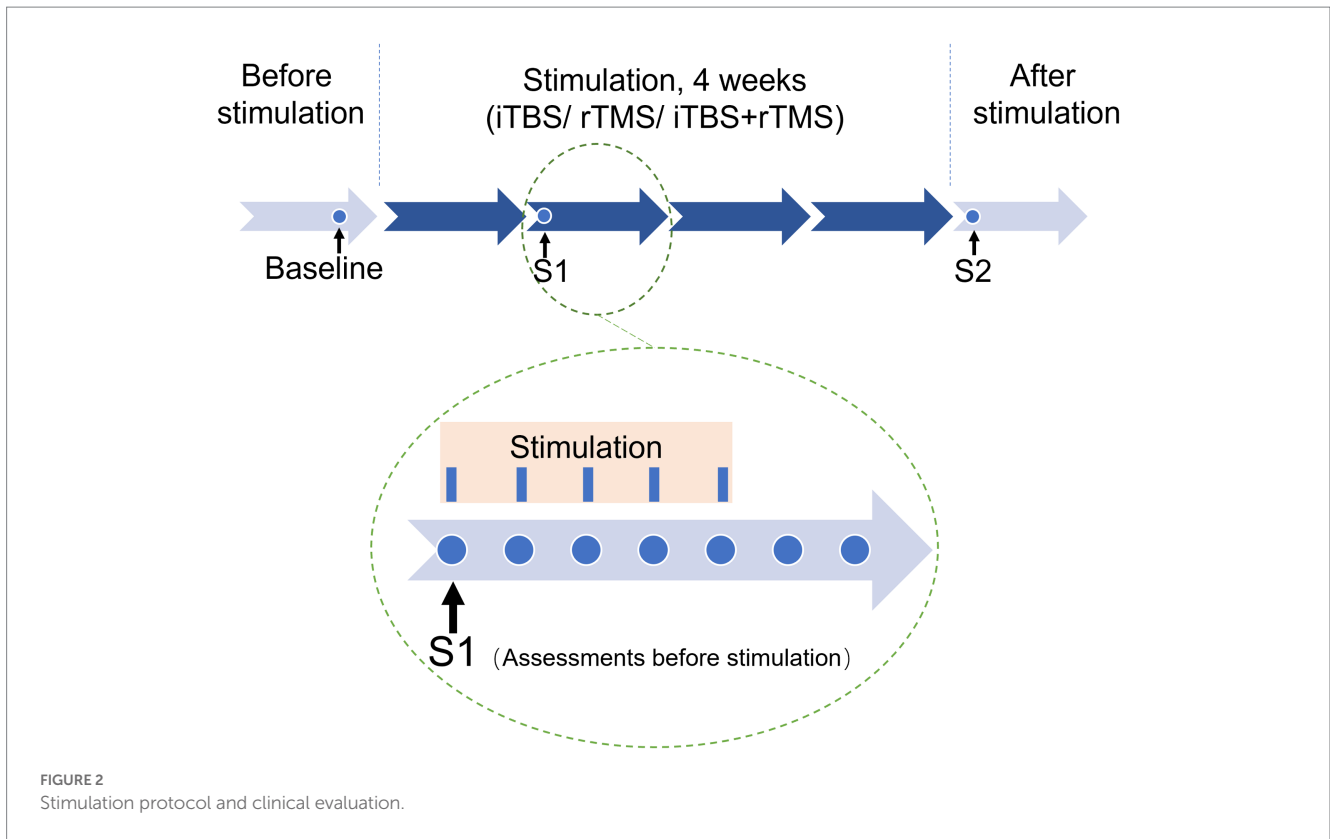 Before
stimulation
Stimulation, 4 weeks
(iTBS/ rTMS/ iTBS+rTMS)
After
stimulation
Baseline
S1
S2
Stimulation
S1（Assessments before stimulation）
FIGURE 2
Stimulation protocol and clinical evaluation.